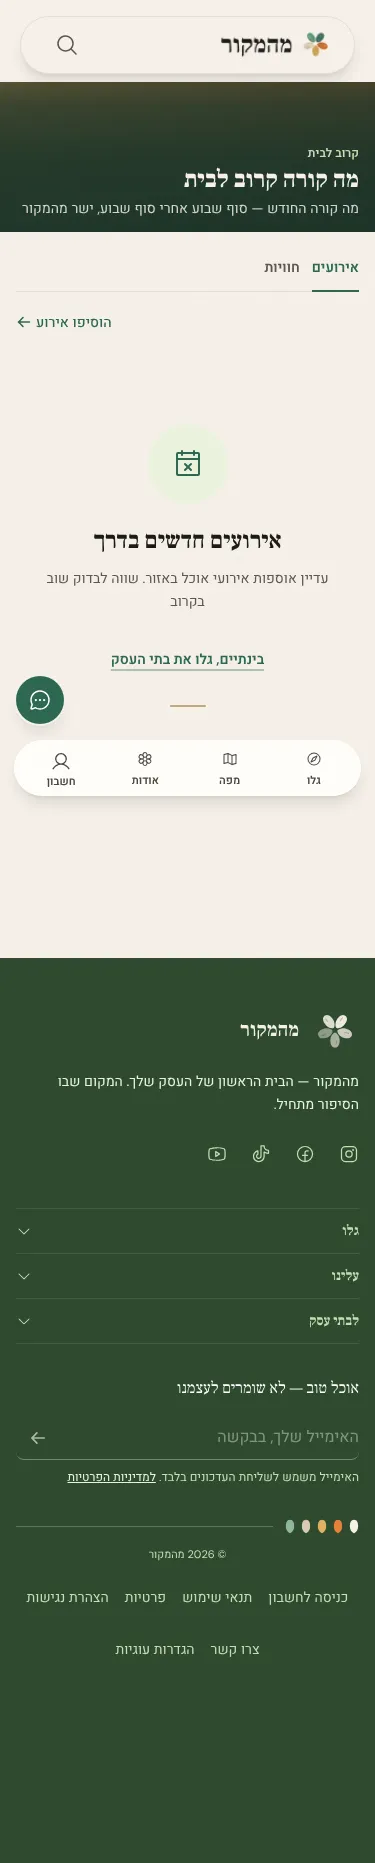 מהמקור
קרוב לבית
מה קורה קרוב לבית
מה קורה החודש — סוף שבוע אחרי סוף שבוע, ישר מהמקור
אירועים חוויות
הוסיפו אירוע ←
אירועים חדשים בדרך
עדיין אוספות אירועי אוכל באזור. שווה לבדוק שוב
בקרוב
בינתיים, גלו את בתי העסק
גלו מפה אודות חשבון
מהמקור
מהמקור — הבית הראשון של העסק שלך. המקום שבו
הסיפור מתחיל.
גלו
עלינו
לבתי עסק
אוכל טוב — לא שומרים לעצמנו
האימייל שלך, בבקשה
האימייל משמש לשליחת העדכונים בלבד. למדיניות הפרטיות
© 2026 מהמקור
כניסה לחשבון תנאי שימוש פרטיות הצהרת נגישות
צרו קשר הגדרות עוגיות